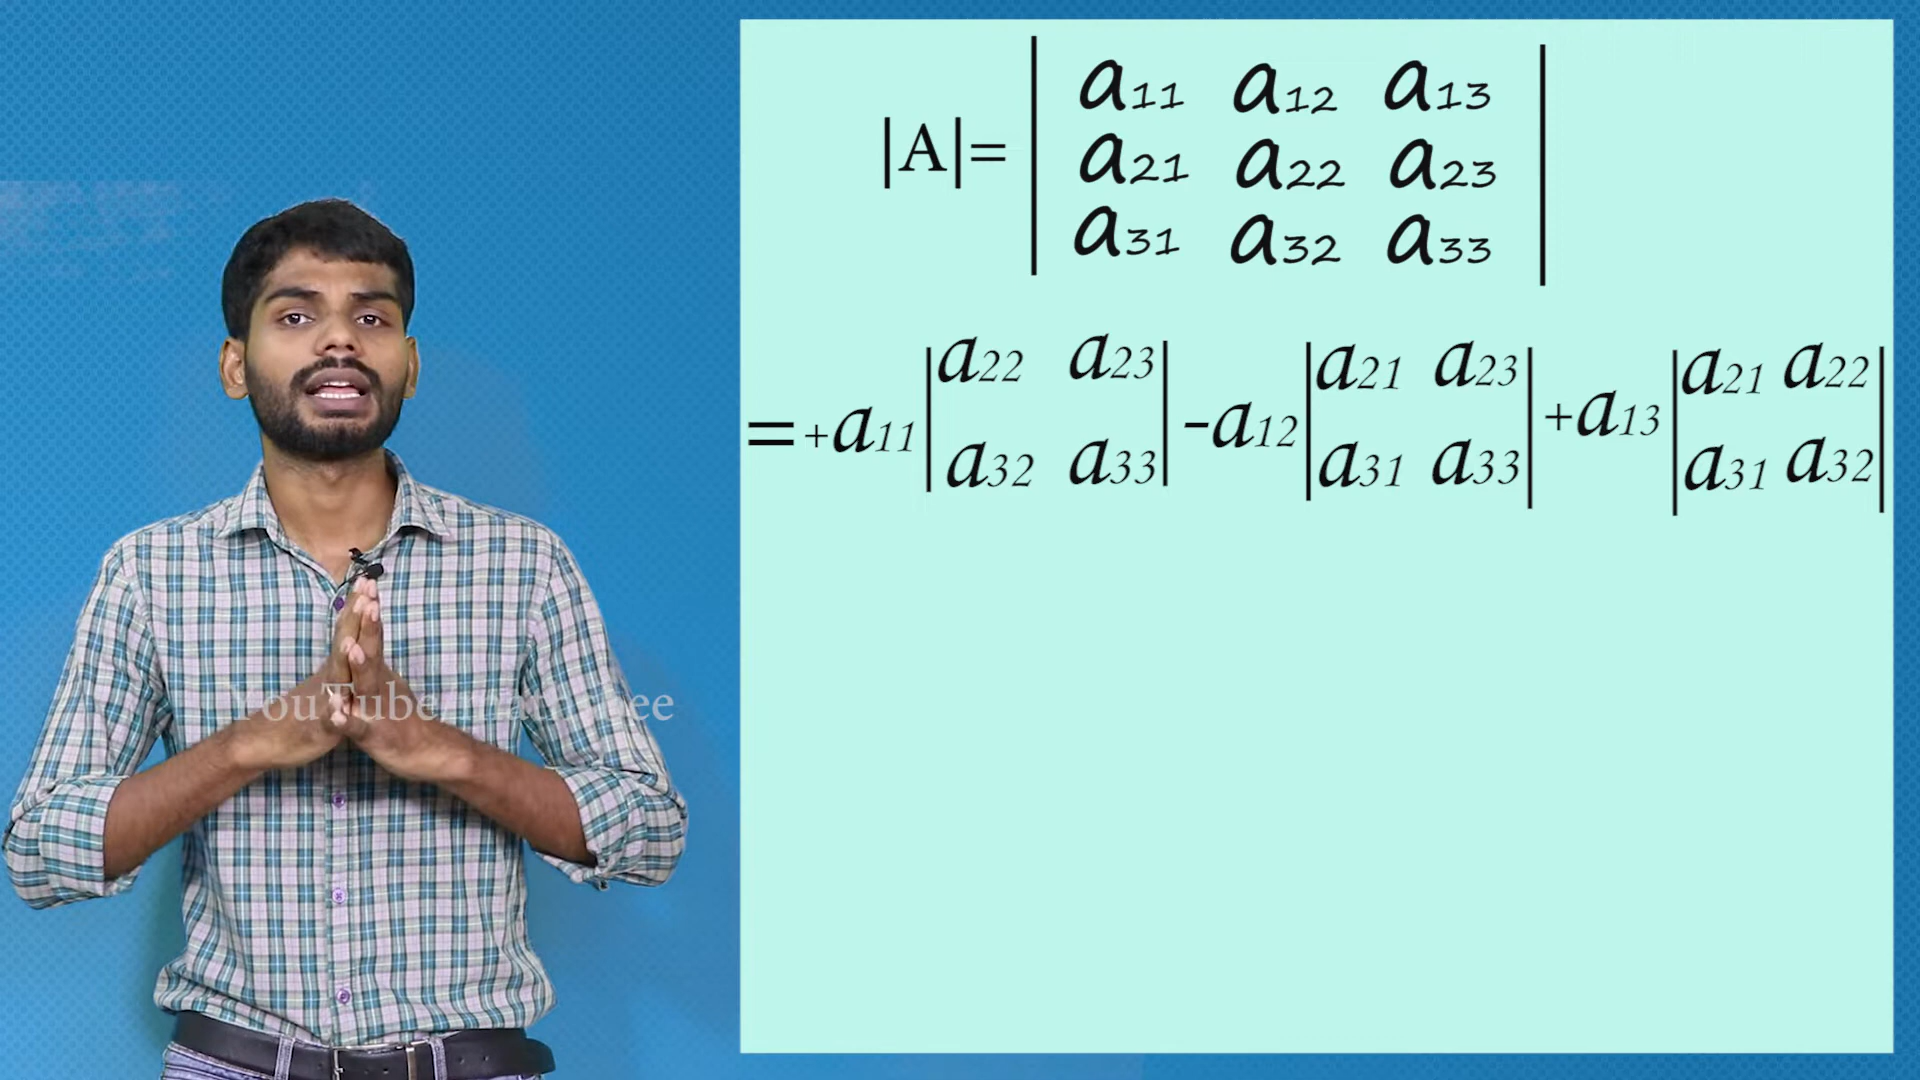 |A|= | a11 a12 a13 |
| a21 a22 a23 |
| a31 a32 a33 |
= +a11 | a22 a23 | -a12 | a21 a23 | +a13 | a21 a22 |
| a32 a33 | | a31 a33 | | a31 a32 |
YouTube